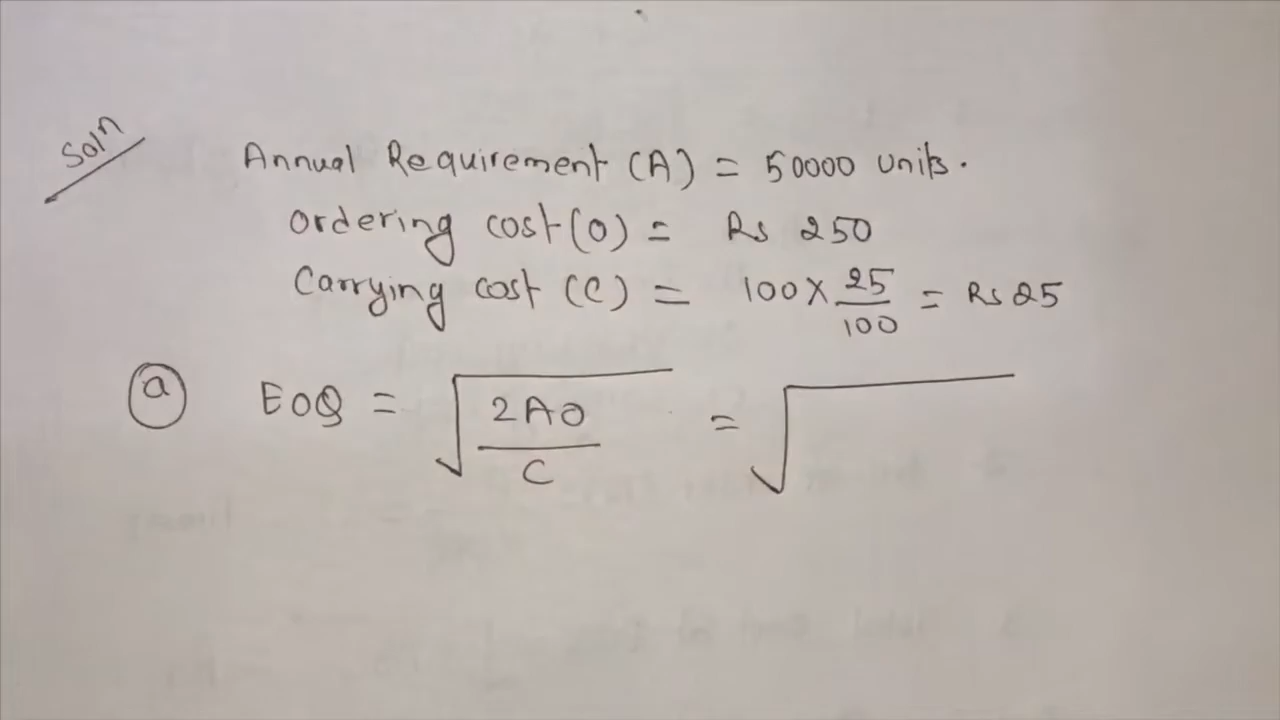 Soln
Annual Requirement (A) = 50000 units.
Ordering cost (O) = Rs 250
Carrying cost (C) = 100 × 25/100 = Rs 25
(a) EOQ = √(2AO/C) = √